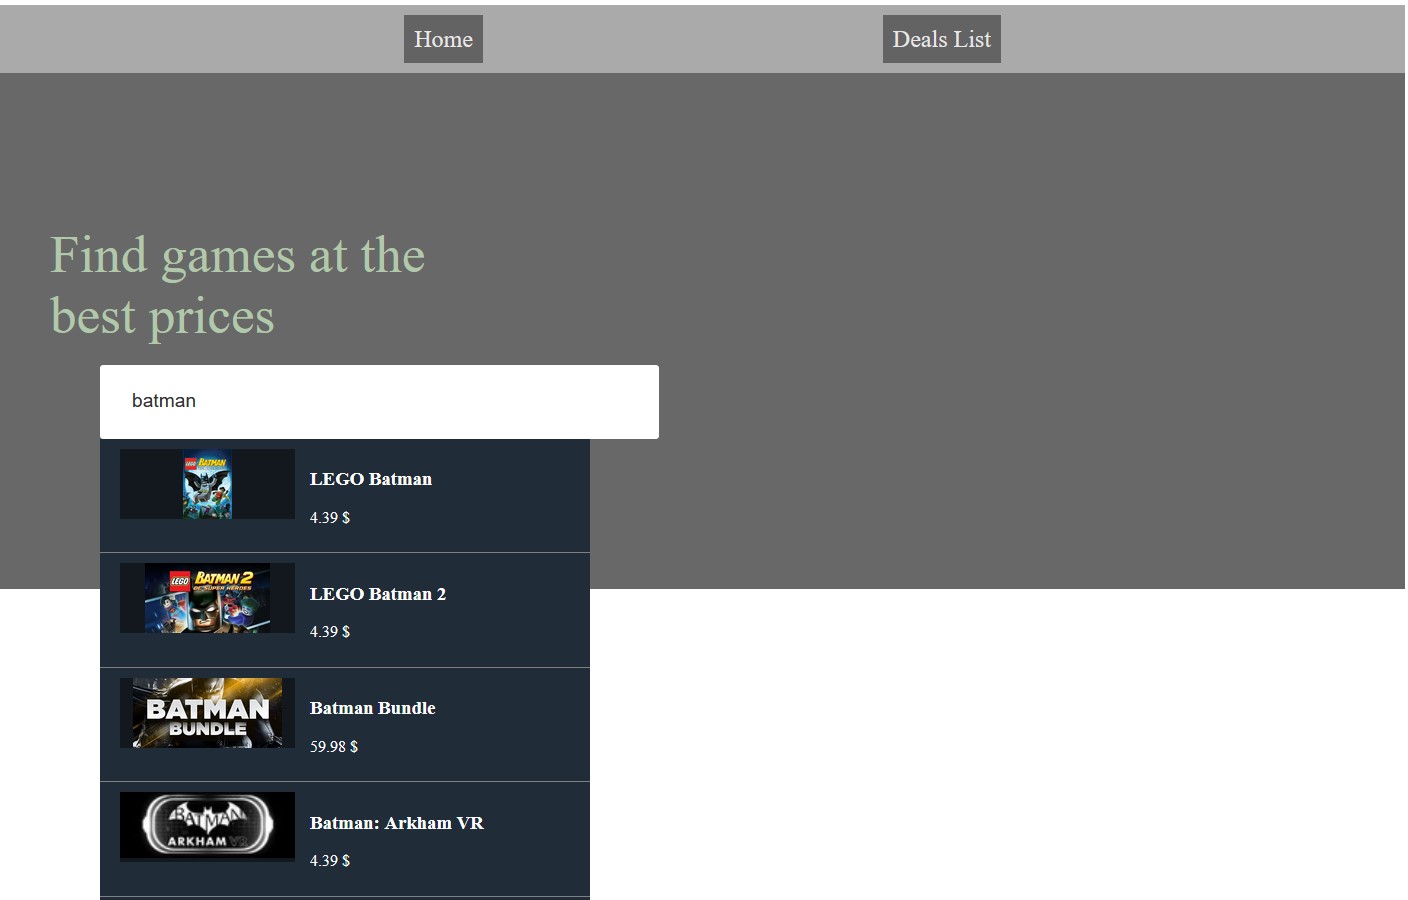 Home
Deals List
Find games at the
best prices
batman
LEGO BATMAN
LEGO Batman
4.39 $
LEGO BATMAN 2
DC SUPER HEROES
LEGO Batman 2
4.39 $
BATMAN
BUNDLE
Batman Bundle
59.98 $
BATMAN
ARKHAM VR
Batman: Arkham VR
4.39 $